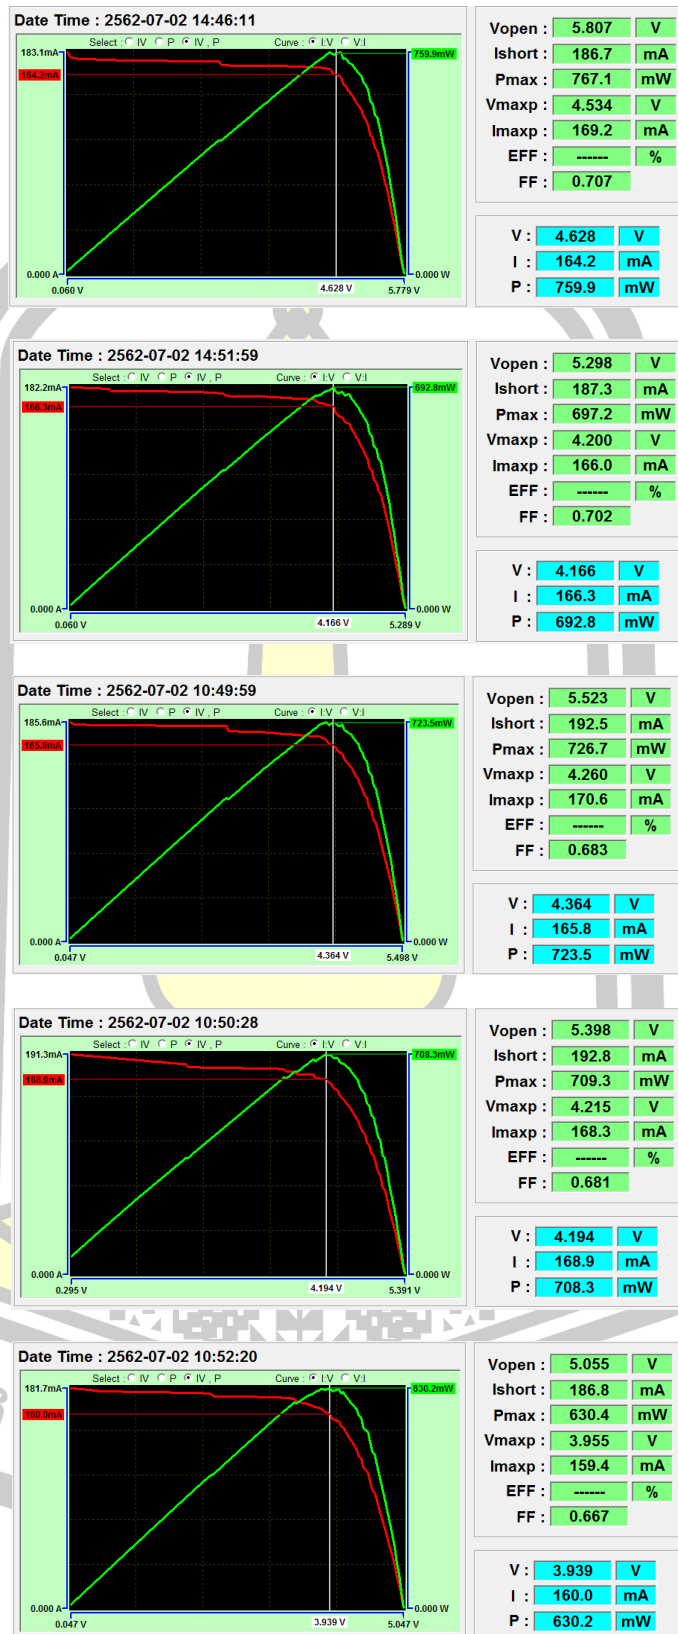 Date Time : 2562-07-02 14:46:11
Select : IV P IV , P Curve : I:V V:I
183.1mA 759.9mW
164.2mA
0.000 A 0.000 W
0.060 V 4.628 V 5.779 V
Vopen : 5.807 V
Ishort : 186.7 mA
Pmax : 767.1 mW
Vmaxp : 4.534 V
Imaxp : 169.2 mA
EFF : ------ %
FF : 0.707
V : 4.628 V
I : 164.2 mA
P : 759.9 mW
Date Time : 2562-07-02 14:51:59
Select : IV P IV , P Curve : I:V V:I
182.2mA 692.8mW
166.3mA
0.000 A 0.000 W
0.060 V 4.166 V 5.289 V
Vopen : 5.298 V
Ishort : 187.3 mA
Pmax : 697.2 mW
Vmaxp : 4.200 V
Imaxp : 166.0 mA
EFF : ------ %
FF : 0.702
V : 4.166 V
I : 166.3 mA
P : 692.8 mW
Date Time : 2562-07-02 10:49:59
Select : IV P IV , P Curve : I:V V:I
185.6mA 723.5mW
165.8mA
0.000 A 0.000 W
0.047 V 4.364 V 5.498 V
Vopen : 5.523 V
Ishort : 192.5 mA
Pmax : 726.7 mW
Vmaxp : 4.260 V
Imaxp : 170.6 mA
EFF : ------ %
FF : 0.683
V : 4.364 V
I : 165.8 mA
P : 723.5 mW
Date Time : 2562-07-02 10:50:28
Select : IV P IV , P Curve : I:V V:I
191.3mA 708.3mW
168.9mA
0.000 A 0.000 W
0.295 V 4.194 V 5.391 V
Vopen : 5.398 V
Ishort : 192.8 mA
Pmax : 709.3 mW
Vmaxp : 4.215 V
Imaxp : 168.3 mA
EFF : ------ %
FF : 0.681
V : 4.194 V
I : 168.9 mA
P : 708.3 mW
Date Time : 2562-07-02 10:52:20
Select : IV P IV , P Curve : I:V V:I
181.7mA 630.2mW
160.0mA
0.000 A 0.000 W
0.047 V 3.939 V 5.047 V
Vopen : 5.055 V
Ishort : 186.8 mA
Pmax : 630.4 mW
Vmaxp : 3.955 V
Imaxp : 159.4 mA
EFF : ------ %
FF : 0.667
V : 3.939 V
I : 160.0 mA
P : 630.2 mW